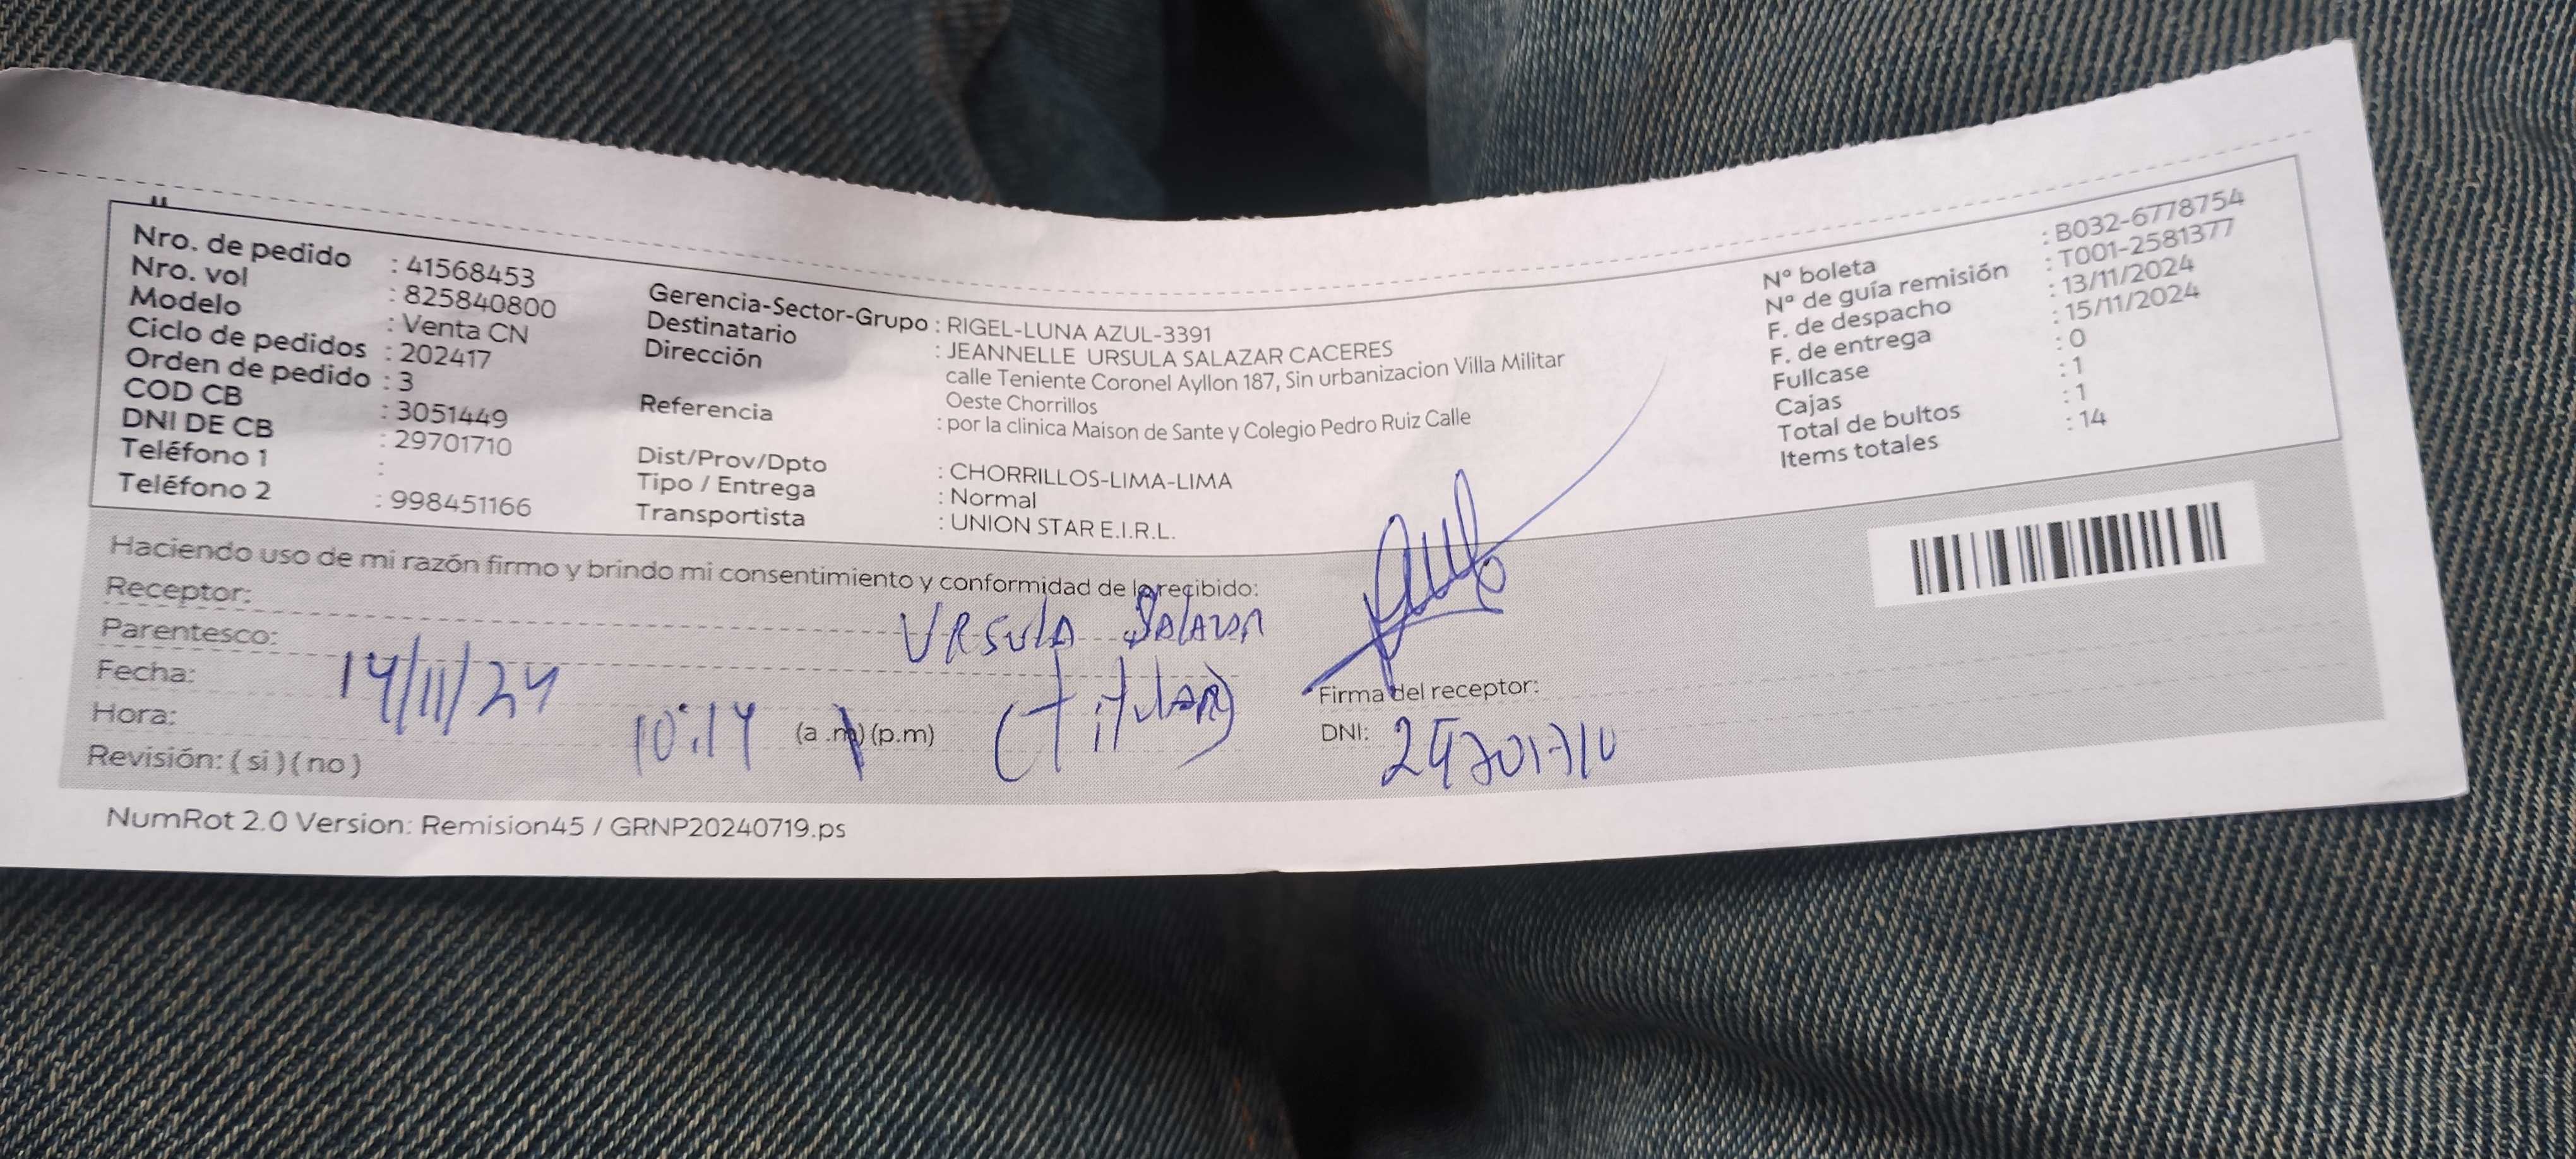 Nro. de pedido : 41568453
Nro. vol : 825840800
Modelo : Venta CN
Ciclo de pedidos : 202417
Orden de pedido : 3
COD CB : 3051449
DNI DE CB : 29701710
Teléfono 1 :
Teléfono 2 : 998451166
Gerencia-Sector-Grupo : RIGEL-LUNA AZUL-3391
Destinatario : JEANNELLE URSULA SALAZAR CACERES
Dirección calle Teniente Coronel Ayllon 187, Sin urbanizacion Villa Militar
Oeste Chorrillos
Referencia : por la clinica Maison de Sante y Colegio Pedro Ruiz Calle
Dist/Prov/Dpto : CHORRILLOS-LIMA-LIMA
Tipo / Entrega : Normal
Transportista : UNION STAR E.I.R.L.
Nº boleta : B032-6778754
Nº de guía remisión : T001-2581377
F. de despacho : 13/11/2024
F. de entrega : 15/11/2024
Fullcase : 0
Cajas : 1
Total de bultos : 1
Items totales : 14
Haciendo uso de mi razón firmo y brindo mi consentimiento y conformidad de lo recibido:
Receptor: URSULA SALAZAR
Parentesco: (Titular)
Fecha: 14/11/24
Hora: 10:14 (a.m) (p.m)
Revisión: ( si ) ( no )
Firma del receptor:
DNI: 29701710
NumRot 2.0 Version: Remision45 / GRNP20240719.ps